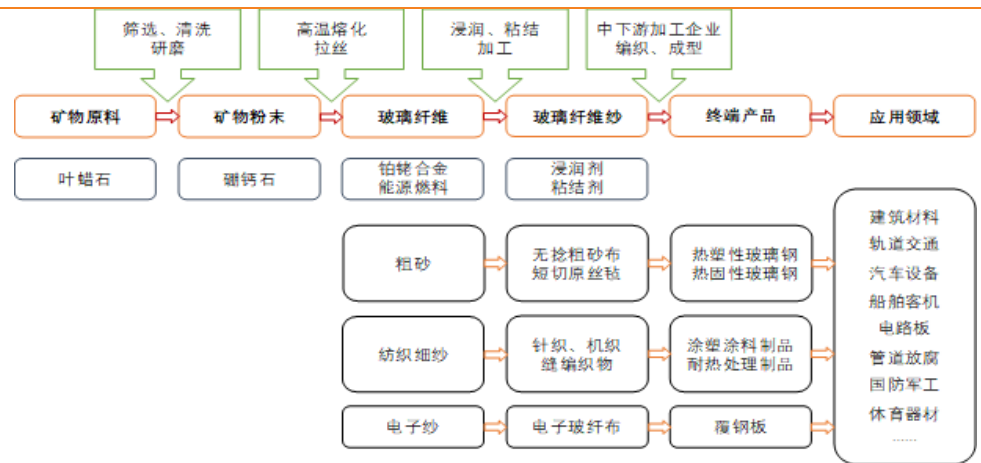 筛选、清洗
研磨
高温熔化
拉丝
浸润、粘结
加工
中下游加工企业
编织、成型
矿物原料
矿物粉末
玻璃纤维
玻璃纤维纱
终端产品
应用领域
叶蜡石
硼钙石
铂铑合金
能源燃料
浸润剂
粘结剂
粗砂
无捻粗砂布
短切原丝毡
热塑性玻璃钢
热固性玻璃钢
纺织细纱
针织、机织
缝编织物
涂塑涂料制品
耐热处理制品
电子纱
电子玻纤布
覆钢板
建筑材料
轨道交通
汽车设备
船舶客机
电路板
管道放腐
国防军工
体育器材
......